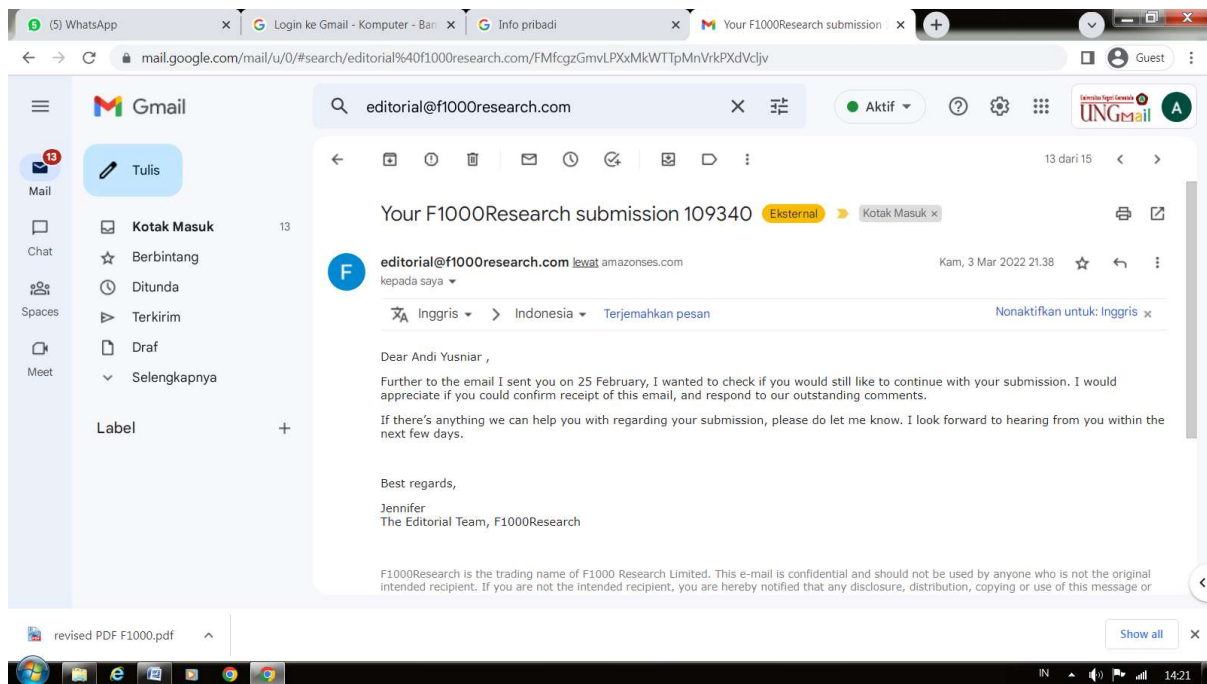 (5) WhatsApp
Login ke Gmail - Komputer - Ban
Info pribadi
Your F1000Research submission
mail.google.com/mail/u/0/#search/editorial%40f1000research.com/FMfcgzGmvLPXxMkWTTpMnVrkPXdVcljv
Guest
Gmail
editorial@f1000research.com
Aktif
Universitas Negeri Gorontalo
UNGmail
A
13
Mail
Tulis
13 dari 15
Chat
Spaces
Meet
Kotak Masuk 13
Berbintang
Ditunda
Terkirim
Draf
Selengkapnya
Label
Your F1000Research submission 109340 Eksternal Kotak Masuk ×
F
editorial@f1000research.com lewat amazonses.com
Kam, 3 Mar 2022 21.38
kepada saya
Inggris > Indonesia Terjemahkan pesan
Nonaktifkan untuk: Inggris ×
Dear Andi Yusniar ,
Further to the email I sent you on 25 February, I wanted to check if you would still like to continue with your submission. I would
appreciate if you could confirm receipt of this email, and respond to our outstanding comments.
If there's anything we can help you with regarding your submission, please do let me know. I look forward to hearing from you within the
next few days.
Best regards,
Jennifer
The Editorial Team, F1000Research
F1000Research is the trading name of F1000 Research Limited. This e-mail is confidential and should not be used by anyone who is not the original
intended recipient. If you are not the intended recipient, you are hereby notified that any disclosure, distribution, copying or use of this message or
revised PDF F1000.pdf
Show all
IN
14:21